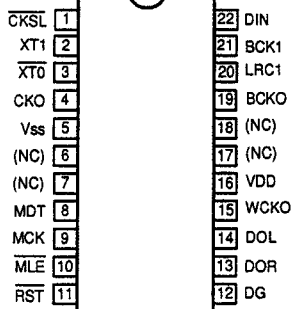 CKSL 1 22 DIN
XT1 2 21 BCK1
XT0 3 20 LRC1
CKO 4 19 BCKO
Vss 5 18 (NC)
(NC) 6 17 (NC)
(NC) 7 16 VDD
MDT 8 15 WCKO
MCK 9 14 DOL
MLE 10 13 DOR
RST 11 12 DG